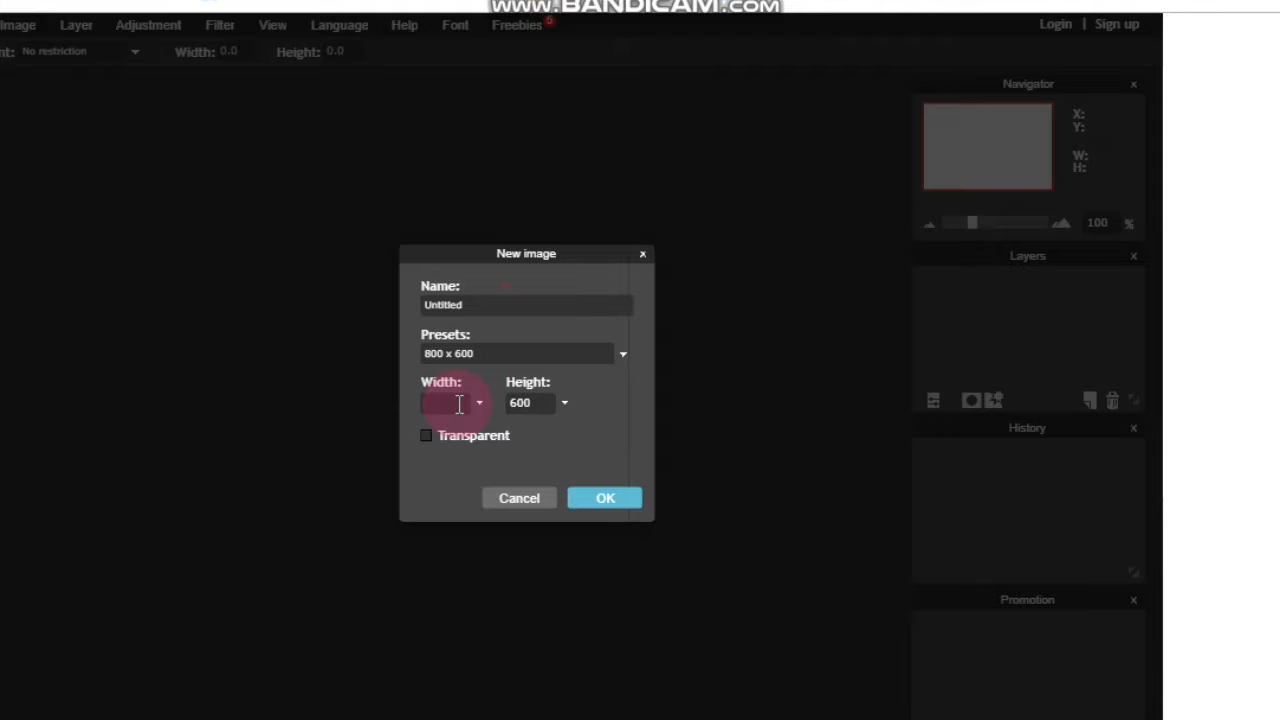 www.BANDICAM.com
Image Layer Adjustment Filter View Language Help Font Freebies 6 Login | Sign up
nt: No restriction Width: 0.0 Height: 0.0
Navigator x
X:
Y:
W:
H:
100 %
New image x
Name:
Untitled
Presets:
800 x 600
Width: Height:
600
Transparent
Cancel OK
Layers x
History x
Promotion x